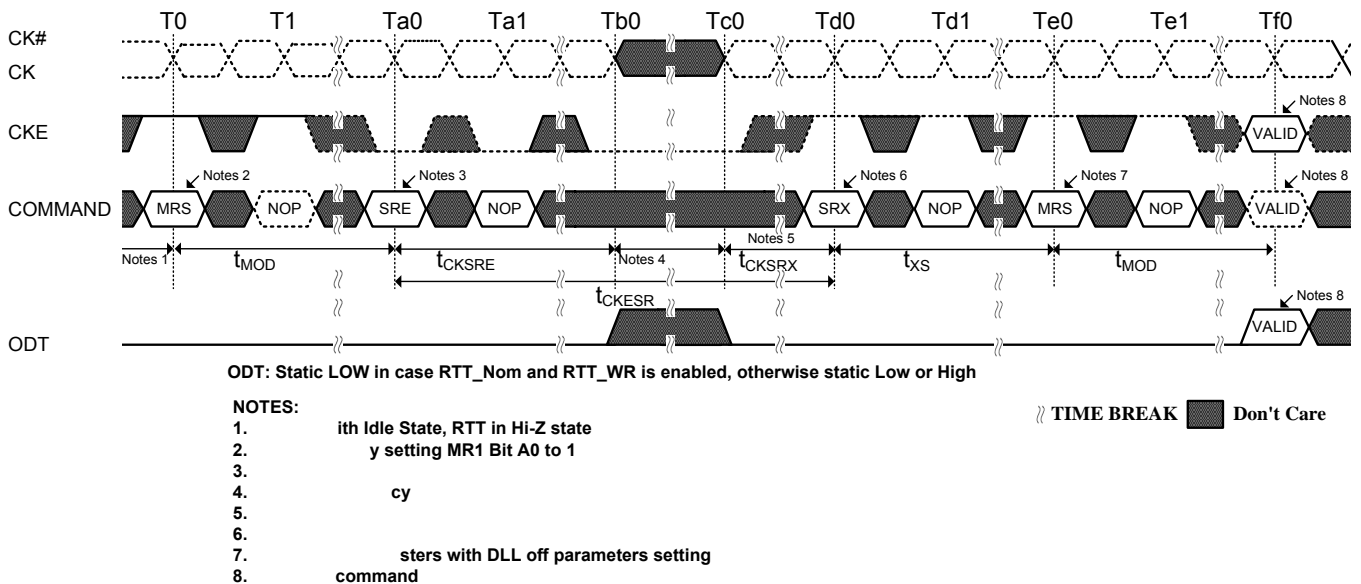 T0 T1 Ta0 Ta1 Tb0 Tc0 Td0 Td1 Te0 Te1 Tf0
CK#
CK
Notes 8
CKE
VALID
Notes 2 Notes 3 Notes 6 Notes 7 Notes 8
COMMAND MRS NOP SRE NOP SRX NOP MRS NOP VALID
Notes 1 tMOD tCKSRE Notes 4 Notes 5 tCKSRX tXS tMOD
tCKESR
Notes 8
VALID
ODT
ODT: Static LOW in case RTT_Nom and RTT_WR is enabled, otherwise static Low or High
NOTES:
TIME BREAK Don't Care
1. ith Idle State, RTT in Hi-Z state
2. y setting MR1 Bit A0 to 1
3.
4. cy
5.
6.
7. sters with DLL off parameters setting
8. command